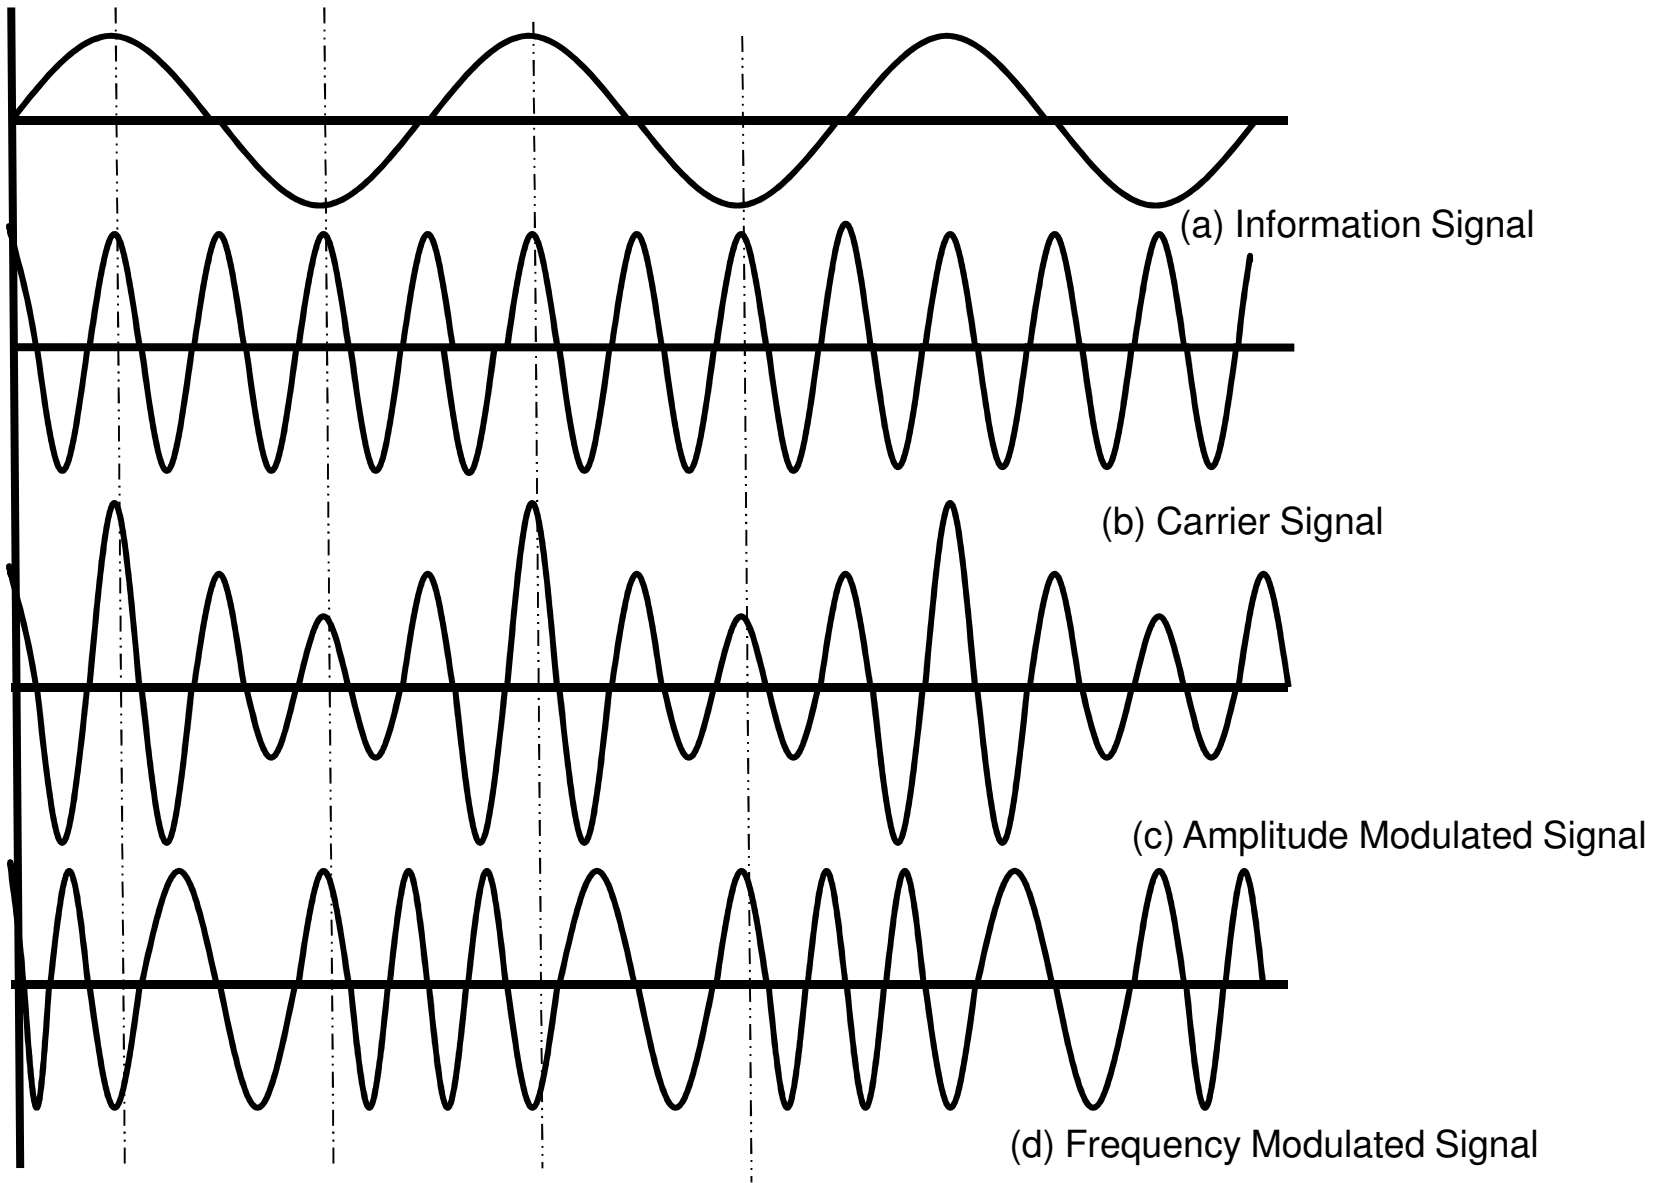 (a) Information Signal
(b) Carrier Signal
(c) Amplitude Modulated Signal
(d) Frequency Modulated Signal